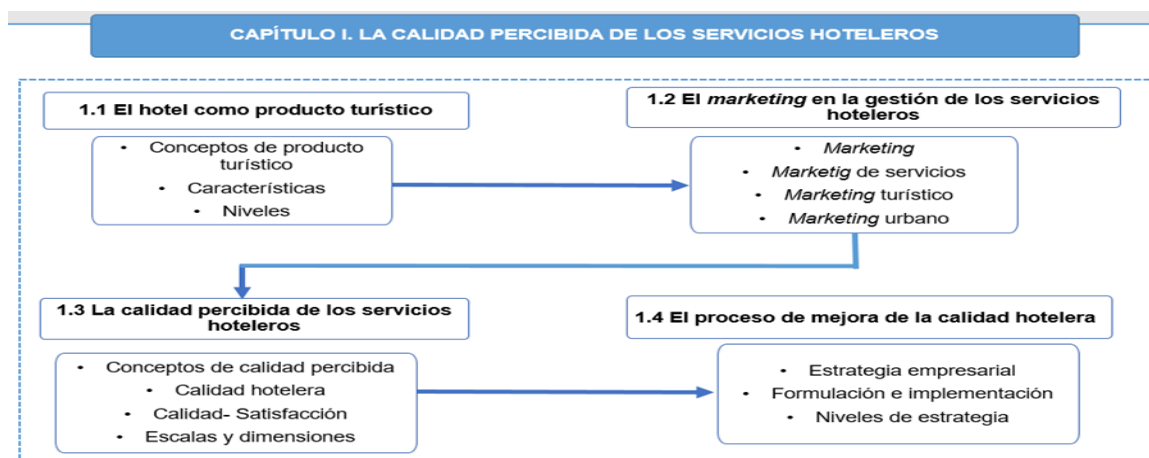 CAPÍTULO I. LA CALIDAD PERCIBIDA DE LOS SERVICIOS HOTELEROS
1.1 El hotel como producto turístico
• Conceptos de producto
turístico
• Características
• Niveles
1.2 El marketing en la gestión de los servicios
hoteleros
• Marketing
• Marketig de servicios
• Marketing turístico
• Marketing urbano
1.3 La calidad percibida de los servicios
hoteleros
• Conceptos de calidad percibida
• Calidad hotelera
• Calidad- Satisfacción
• Escalas y dimensiones
1.4 El proceso de mejora de la calidad hotelera
• Estrategia empresarial
• Formulación e implementación
• Niveles de estrategia